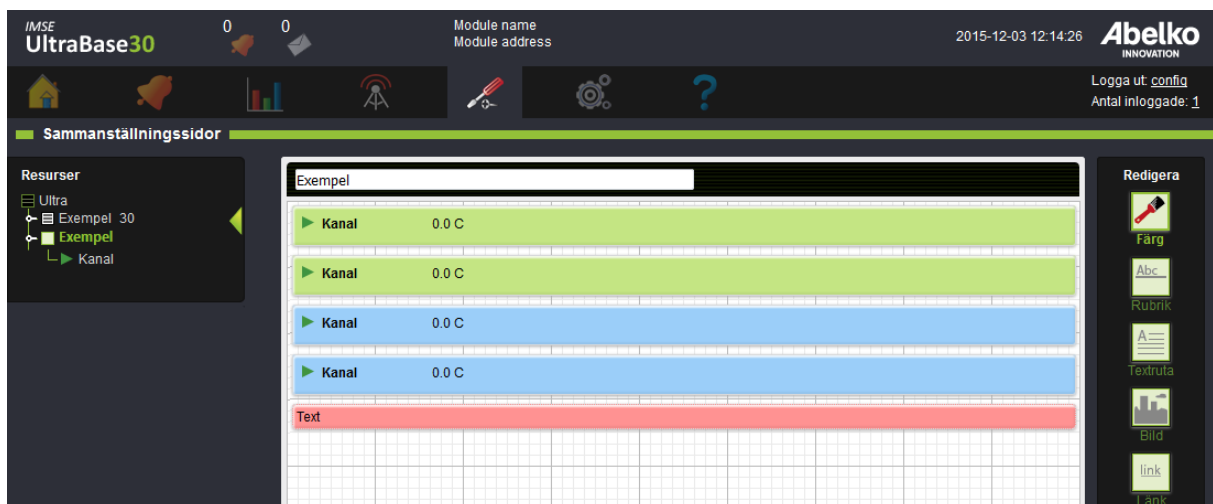 IMSE
UltraBase30
0
0
Module name
Module address
2015-12-03 12:14:26
Abelko
INNOVATION
?
Logga ut: config
Antal inloggade: 1
Sammanställningssidor
Resurser
Ultra
Exempel 30
Exempel
Kanal
Exempel
Kanal 0.0 C
Kanal 0.0 C
Kanal 0.0 C
Kanal 0.0 C
Text
Redigera
Färg
Abc
Rubrik
A
Textruta
Bild
link
Länk